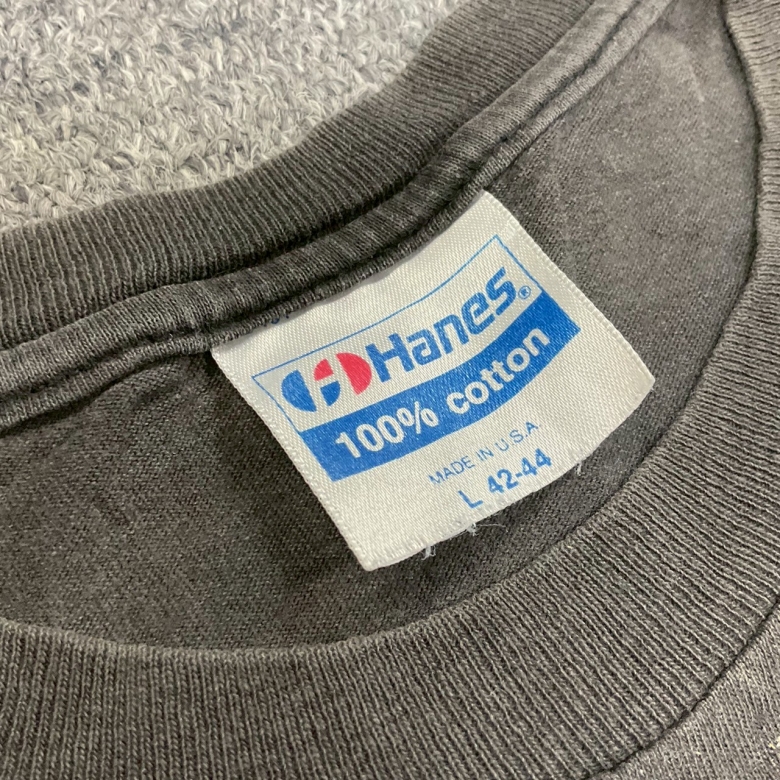 Hanes®
100% cotton
MADE IN U.S.A
L 42-44